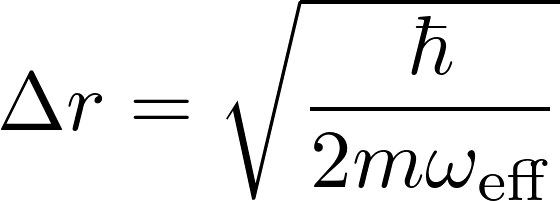 Δr = √(ℏ / (2mω_eff))